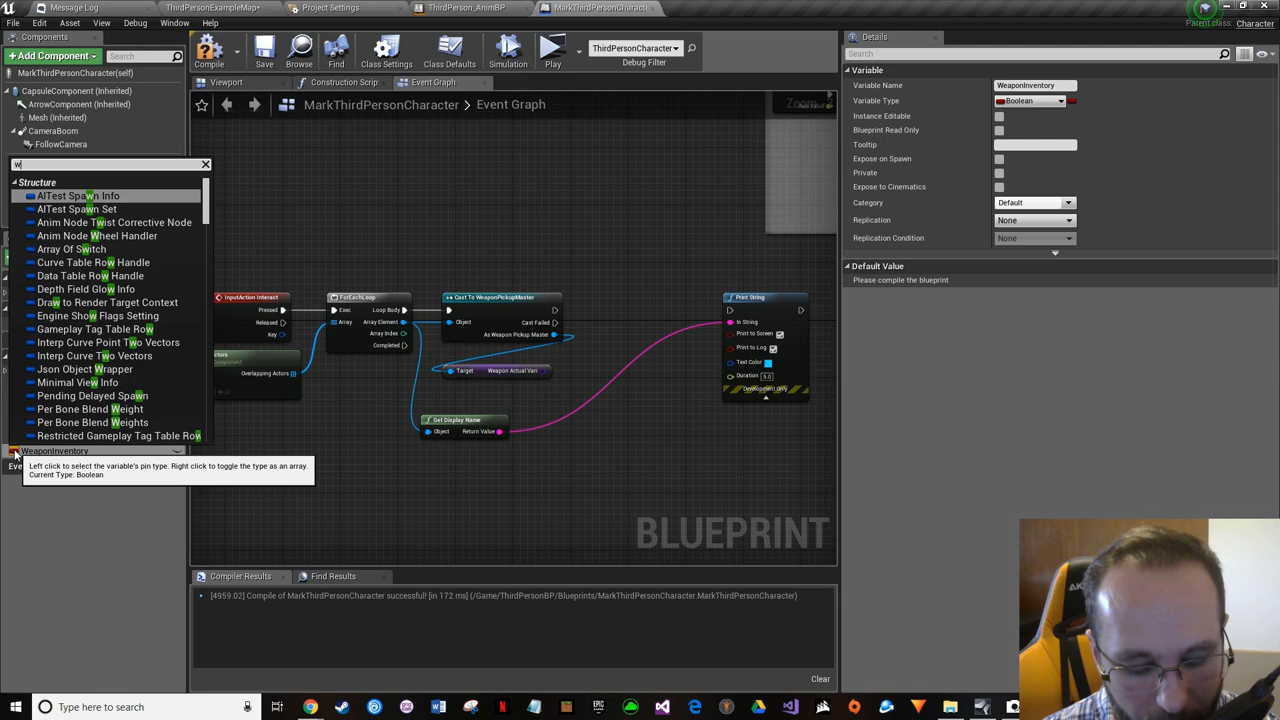 Message Log
ThirdPersonExampleMap*
Project Settings
ThirdPerson_AnimBP
MarkThirdPersonCharacter
File
Edit
Asset
View
Debug
Window
Help
Parent class: Character
Components
+ Add Component
Search
MarkThirdPersonCharacter(self)
CapsuleComponent (Inherited)
ArrowComponent (Inherited)
Mesh (Inherited)
CameraBoom
FollowCamera
w
Structure
AITest Spawn Info
AITest Spawn Set
Anim Node Twist Corrective Node
Anim Node Wheel Handler
Array Of Switch
Curve Table Row Handle
Data Table Row Handle
Depth Field Glow Info
Draw to Render Target Context
Engine Show Flags Setting
Gameplay Tag Table Row
Interp Curve Point Two Vectors
Interp Curve Two Vectors
Json Object Wrapper
Minimal View Info
Pending Delayed Spawn
Per Bone Blend Weight
Per Bone Blend Weights
Restricted Gameplay Tag Table Row
WeaponInventory
Left click to select the variable's pin type. Right click to toggle the type as an array.
Current Type: Boolean
Compile
Save
Browse
Find
Class Settings
Class Defaults
Simulation
Play
ThirdPersonCharacter
Debug Filter
Viewport
Construction Scrip
Event Graph
MarkThirdPersonCharacter > Event Graph
Zoom
InputAction Interact
Pressed
Released
Key
Overlapping Actors
ForEachLoop
Exec
Loop Body
Array
Array Element
Array Index
Completed
Cast To WeaponPickupMaster
Object
Cast Failed
As Weapon Pickup Master
Target
Weapon Actual Vari
Get Display Name
Object
Return Value
Print String
In String
Print to Screen
Print to Log
Text Color
Duration 5.0
Development Only
BLUEPRINT
Compiler Results
Find Results
[4959.02] Compile of MarkThirdPersonCharacter successful! [in 172 ms] (/Game/ThirdPersonBP/Blueprints/MarkThirdPersonCharacter.MarkThirdPersonCharacter)
Clear
Details
Search
Variable
Variable Name
WeaponInventory
Variable Type
Boolean
Instance Editable
Blueprint Read Only
Tooltip
Expose on Spawn
Private
Expose to Cinematics
Category
Default
Replication
None
Replication Condition
None
Default Value
Please compile the blueprint
Type here to search